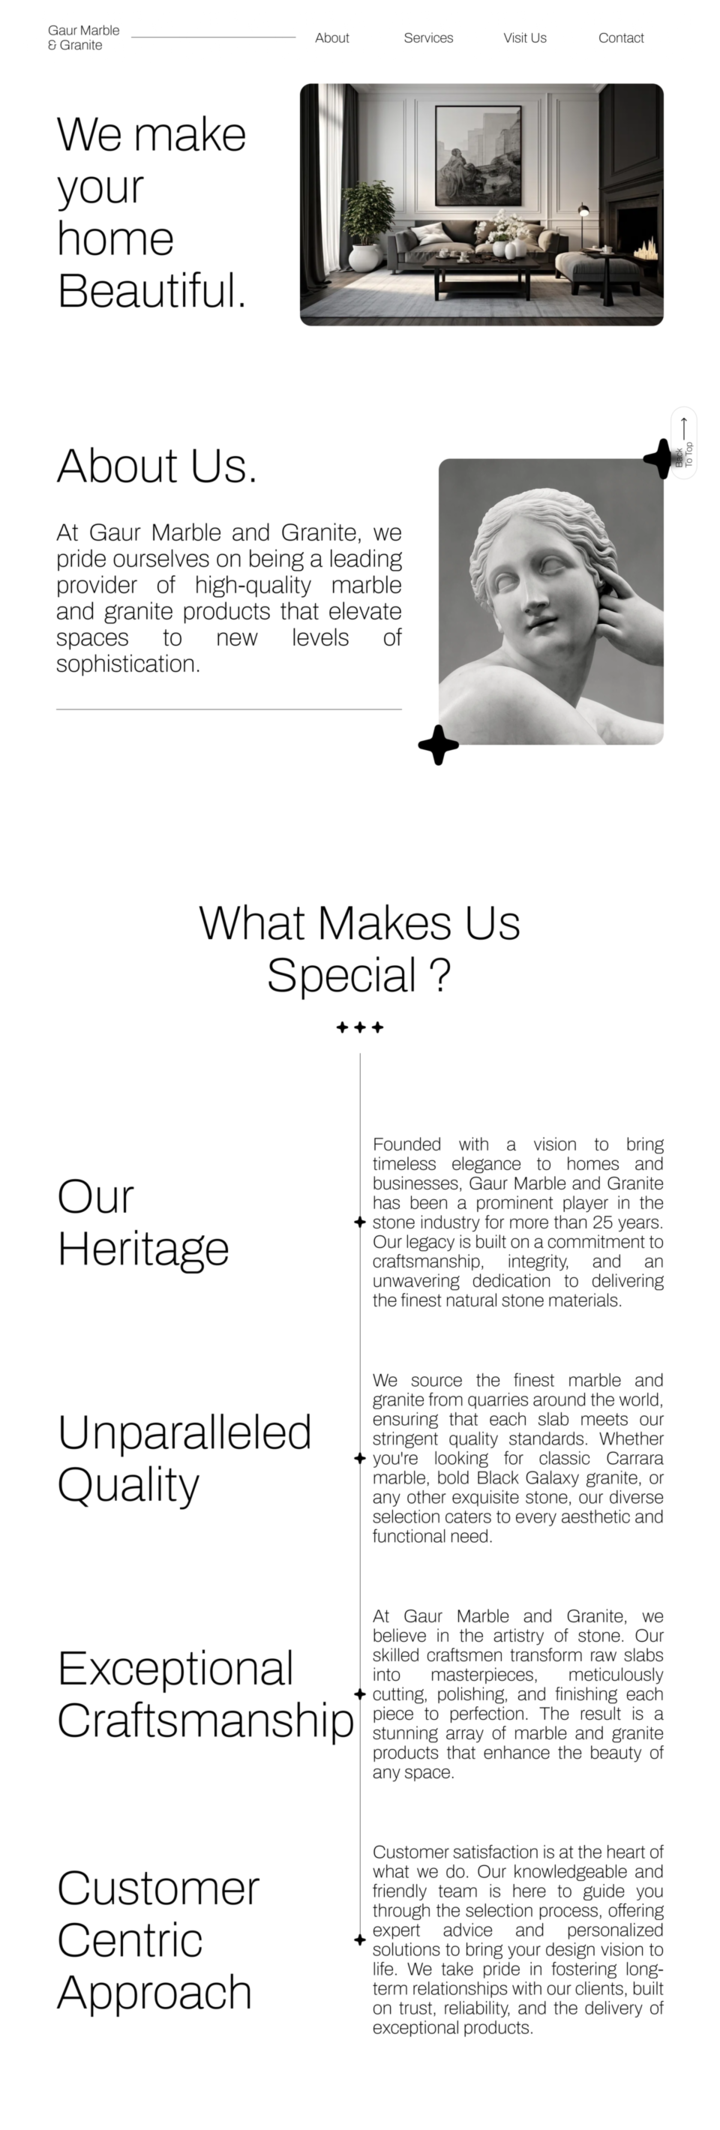 Gaur Marble
& Granite
About
Services
Visit Us
Contact
We make
your
home
Beautiful.
Back
To Top
About Us.
At Gaur Marble and Granite, we
pride ourselves on being a leading
provider of high-quality marble
and granite products that elevate
spaces to new levels of
sophistication.
What Makes Us
Special ?
Our
Heritage
Founded with a vision to bring
timeless elegance to homes and
businesses, Gaur Marble and Granite
has been a prominent player in the
stone industry for more than 25 years.
Our legacy is built on a commitment to
craftsmanship, integrity, and an
unwavering dedication to delivering
the finest natural stone materials.
Unparalleled
Quality
We source the finest marble and
granite from quarries around the world,
ensuring that each slab meets our
stringent quality standards. Whether
you're looking for classic Carrara
marble, bold Black Galaxy granite, or
any other exquisite stone, our diverse
selection caters to every aesthetic and
functional need.
Exceptional
Craftsmanship
At Gaur Marble and Granite, we
believe in the artistry of stone. Our
skilled craftsmen transform raw slabs
into masterpieces, meticulously
cutting, polishing, and finishing each
piece to perfection. The result is a
stunning array of marble and granite
products that enhance the beauty of
any space.
Customer
Centric
Approach
Customer satisfaction is at the heart of
what we do. Our knowledgeable and
friendly team is here to guide you
through the selection process, offering
expert advice and personalized
solutions to bring your design vision to
life. We take pride in fostering long-
term relationships with our clients, built
on trust, reliability, and the delivery of
exceptional products.